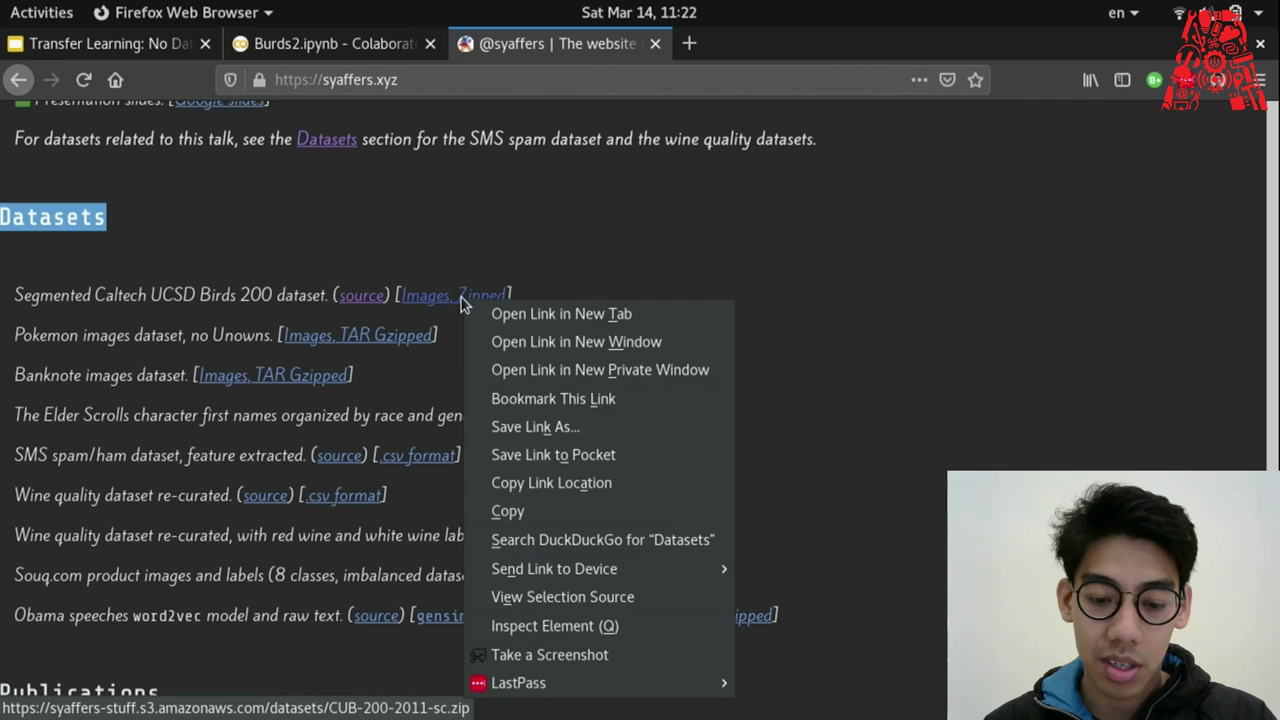 Activities Firefox Web Browser Sat Mar 14, 11:22 en
Transfer Learning: No Dat Burds2.ipynb - Colaborato @syaffers | The website
https://syaffers.xyz
Presentation slides. [Google slides]
For datasets related to this talk, see the Datasets section for the SMS spam dataset and the wine quality datasets.
Datasets
Segmented Caltech UCSD Birds 200 dataset. (source) [Images, Zipped]
Pokemon images dataset, no Unowns. [Images, TAR Gzipped]
Banknote images dataset. [Images, TAR Gzipped]
The Elder Scrolls character first names organized by race and gen
SMS spam/ham dataset, feature extracted. (source) [.csv format]
Wine quality dataset re-curated. (source) [.csv format]
Wine quality dataset re-curated, with red wine and white wine lab
Souq.com product images and labels (8 classes, imbalanced datas
Obama speeches word2vec model and raw text. (source) [gensim ipped]
Publications
Open Link in New Tab
Open Link in New Window
Open Link in New Private Window
Bookmark This Link
Save Link As...
Save Link to Pocket
Copy Link Location
Copy
Search DuckDuckGo for “Datasets”
Send Link to Device
View Selection Source
Inspect Element (Q)
Take a Screenshot
LastPass
https://syaffers-stuff.s3.amazonaws.com/datasets/CUB-200-2011-sc.zip